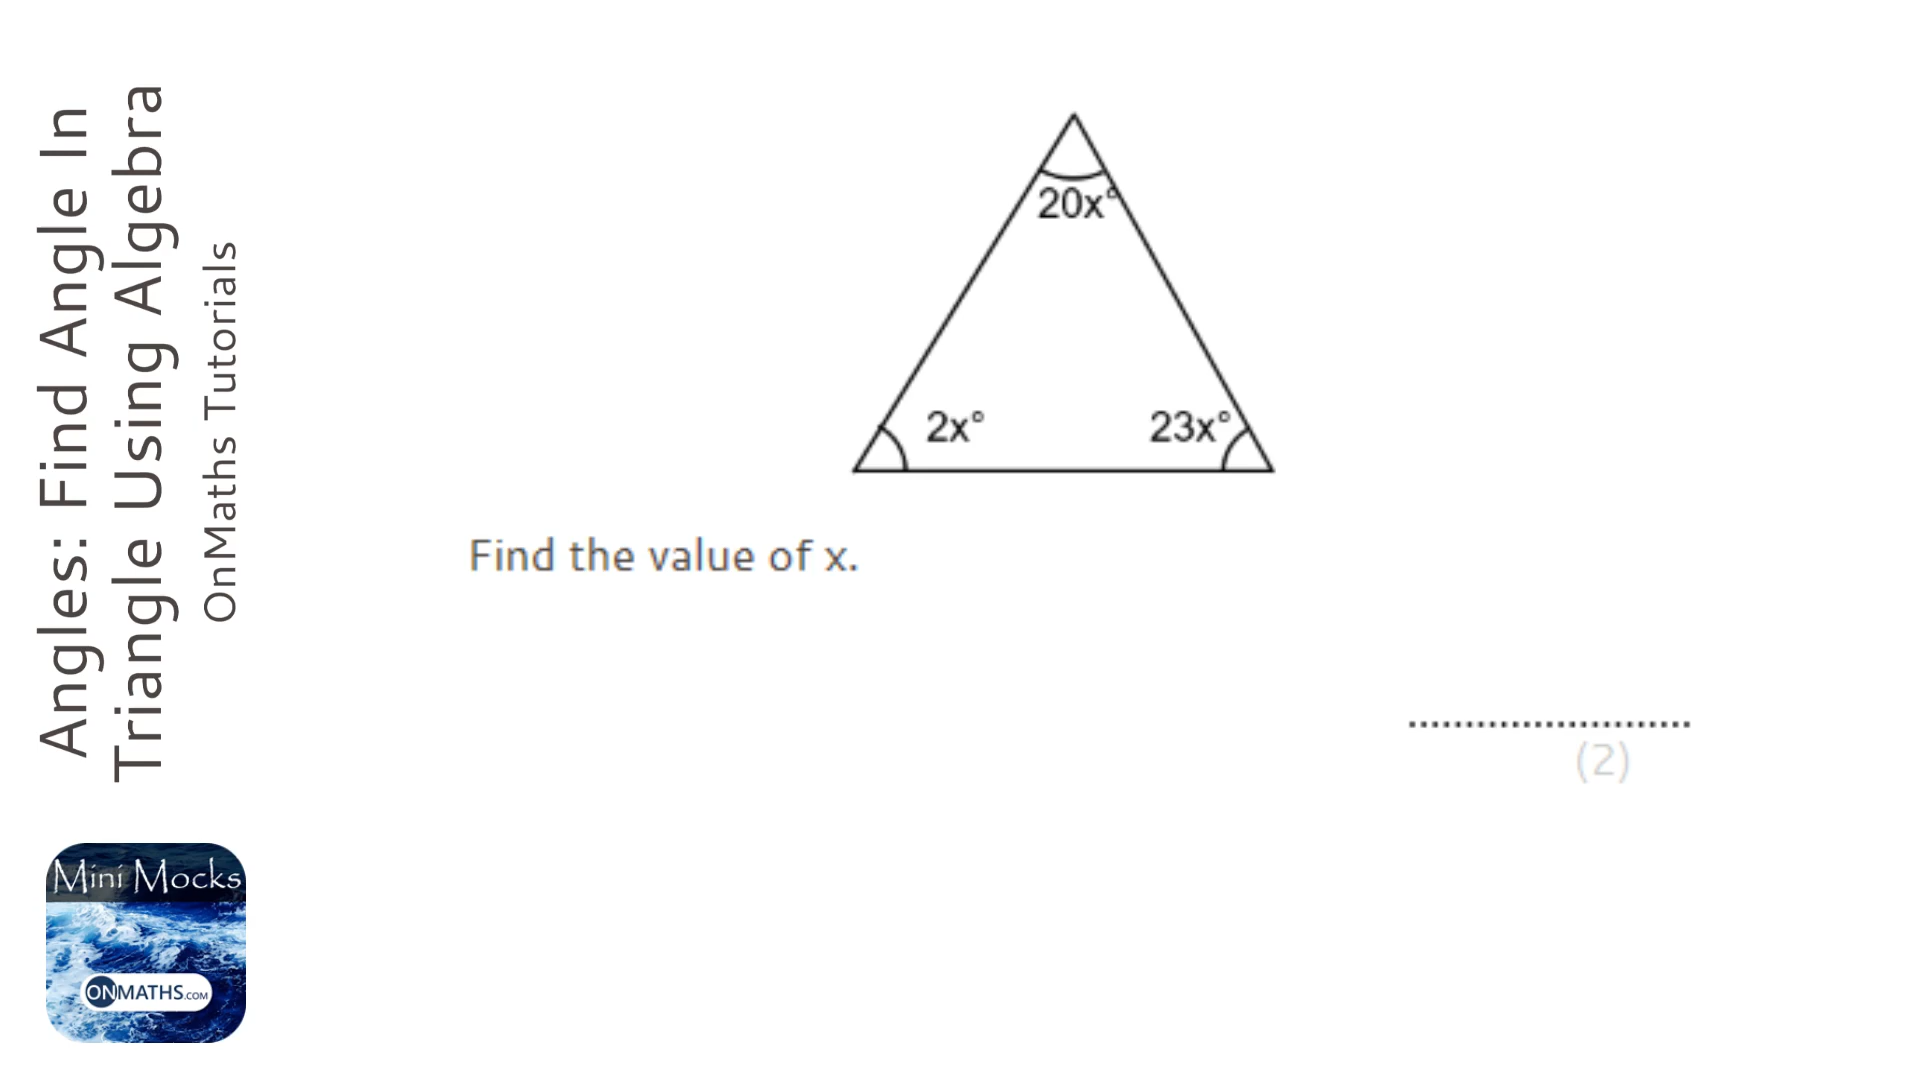 Angles: Find Angle In
Triangle Using Algebra
OnMaths Tutorials
20x°
2x°
23x°
Find the value of x.
(2)
Mini Mocks
ONMATHS.COM